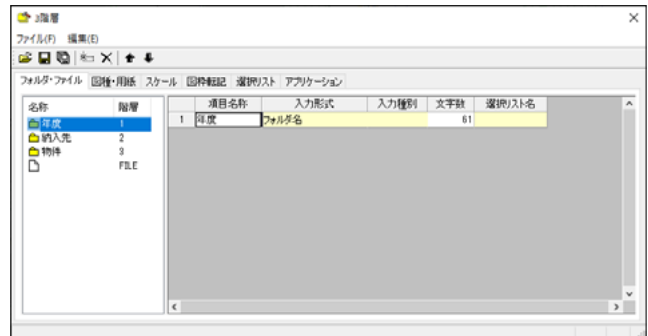 3階層
ファイル(F) 編集(E)
フォルダ・ファイル 図種・用紙 スケール 図枠転記 選択リスト アプリケーション
名称 階層
年度 1
納入先 2
物件 3
FILE
項目名称 入力形式 入力種別 文字数 選択リスト名
1 年度 フォルダ名 61